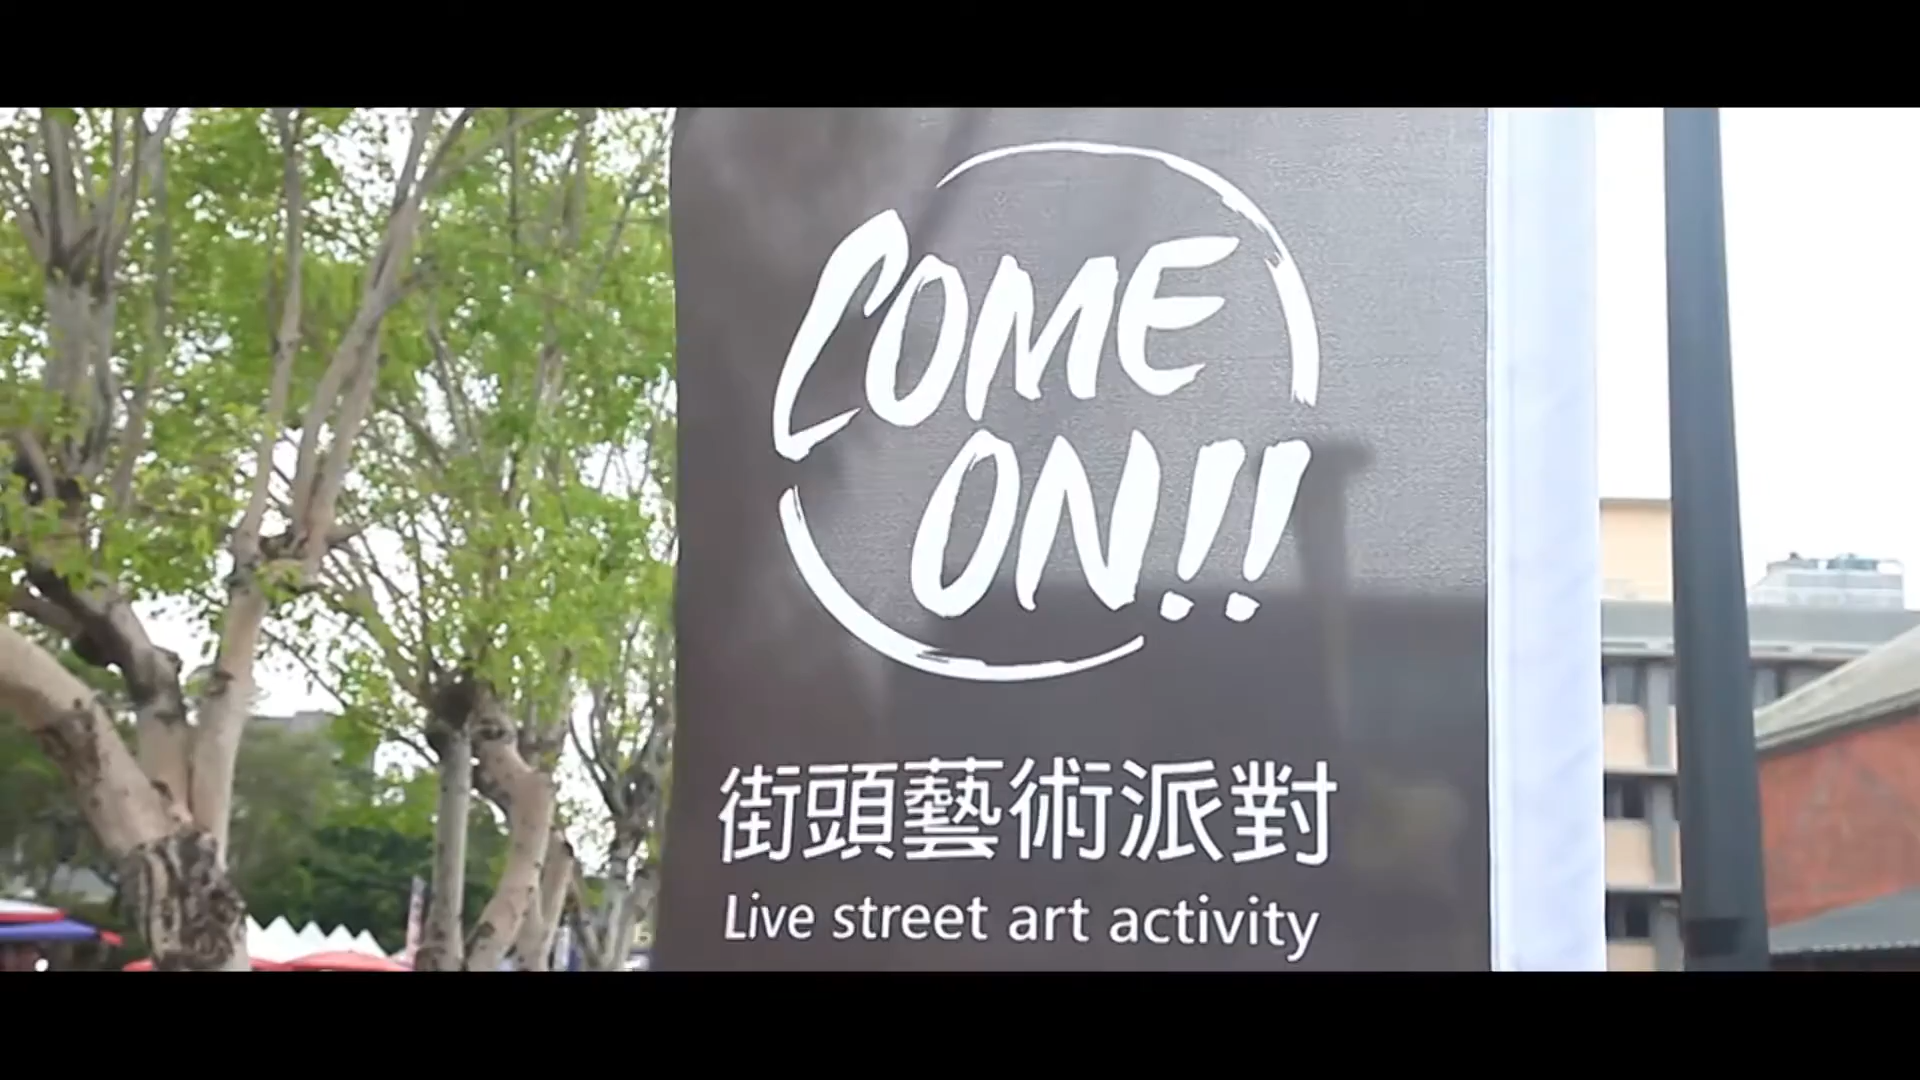 COME
ON!!
街頭藝術派對
Live street art activity